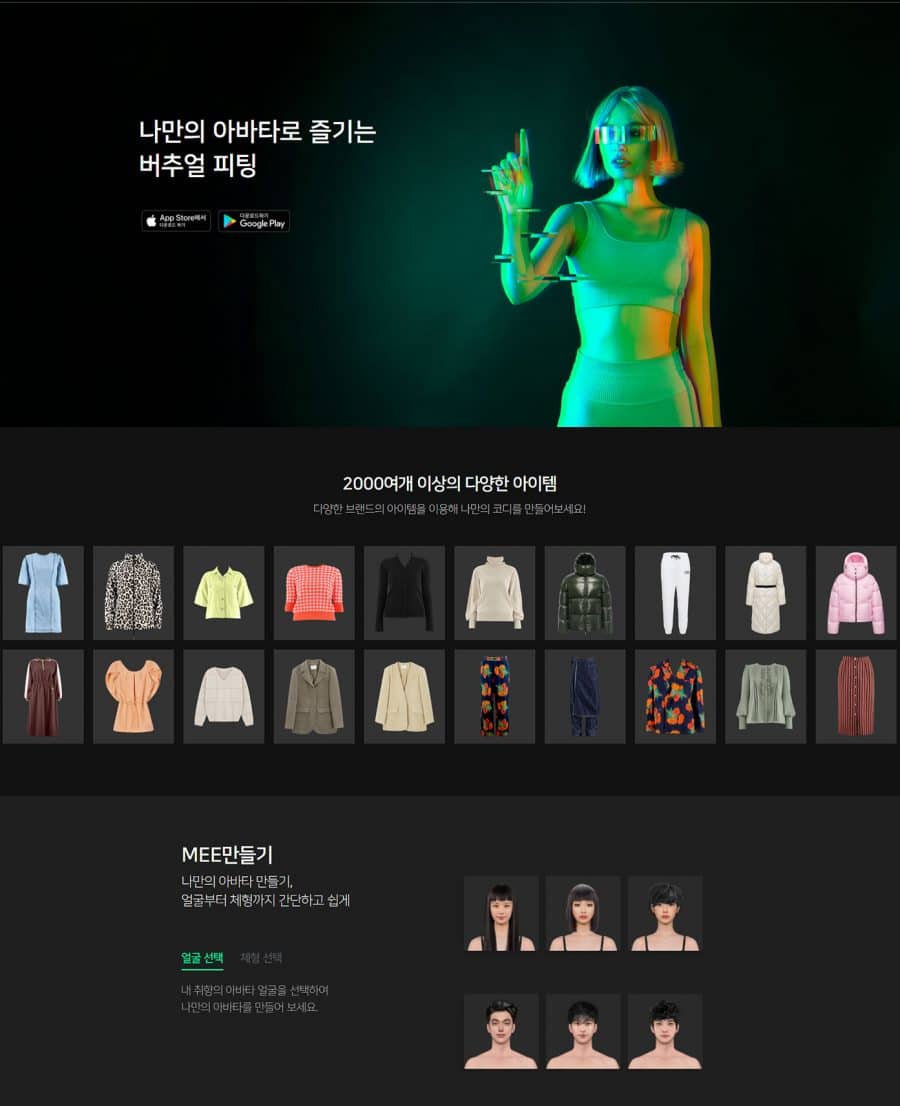 나만의 아바타로 즐기는
버추얼 피팅
App Store에서
다운로드 하기
다운로드하기
Google Play
2000여개 이상의 다양한 아이템
다양한 브랜드의 아이템을 이용해 나만의 코디를 만들어보세요!
MEE만들기
나만의 아바타 만들기,
얼굴부터 체형까지 간단하고 쉽게
얼굴 선택 체형 선택
내 취향의 아바타 얼굴을 선택하여
나만의 아바타를 만들어 보세요.